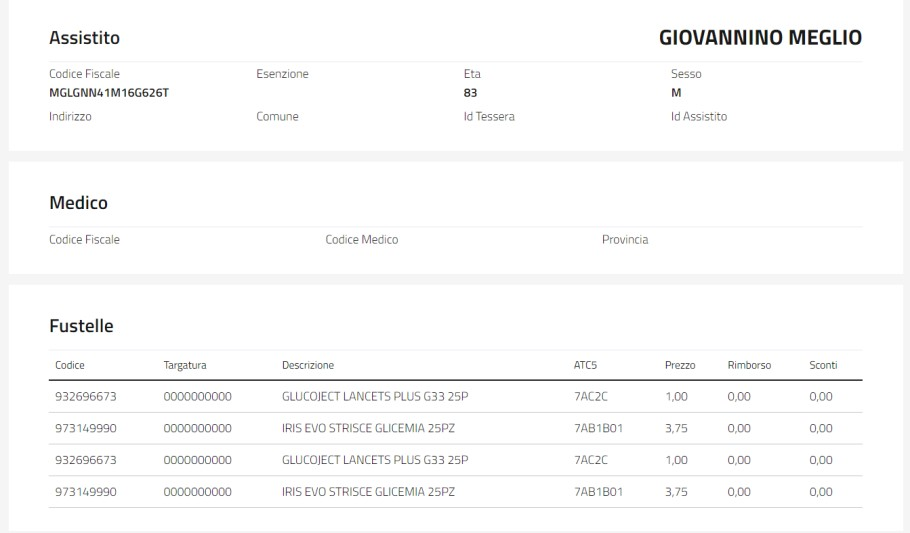 Assistito GIOVANNINO MEGLIO
Codice Fiscale Esenzione Eta Sesso
MGLGNN41M16G626T 83 M
Indirizzo Comune Id Tessera Id Assistito
Medico
Codice Fiscale Codice Medico Provincia
Fustelle
Codice Targatura Descrizione ATC5 Prezzo Rimborso Sconti
932696673 0000000000 GLUCOJECT LANCETS PLUS G33 25P 7AC2C 1,00 0,00 0,00
973149990 0000000000 IRIS EVO STRISCE GLICEMIA 25PZ 7AB1B01 3,75 0,00 0,00
932696673 0000000000 GLUCOJECT LANCETS PLUS G33 25P 7AC2C 1,00 0,00 0,00
973149990 0000000000 IRIS EVO STRISCE GLICEMIA 25PZ 7AB1B01 3,75 0,00 0,00